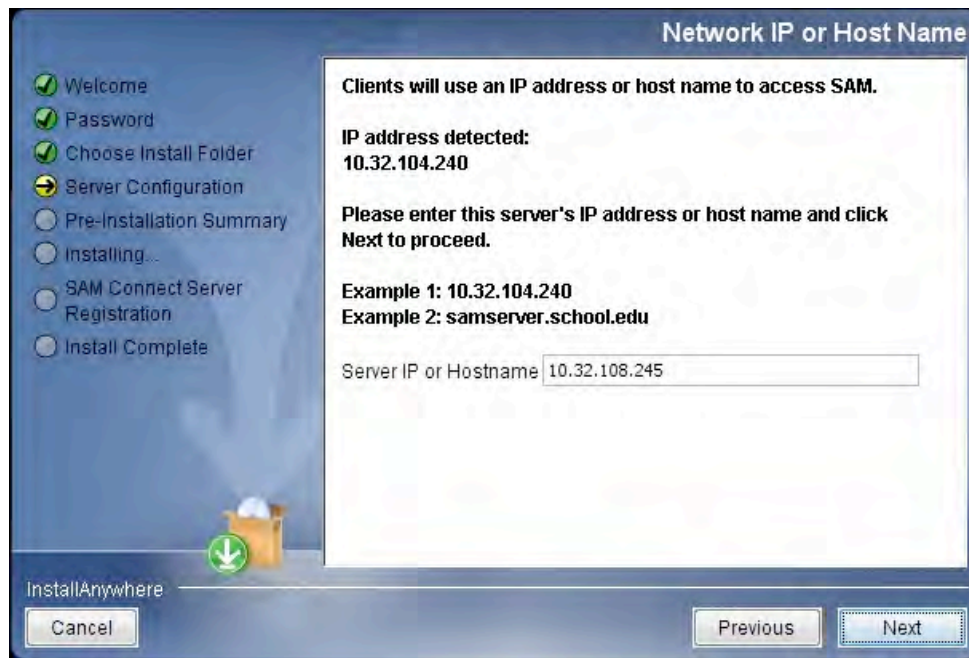 Network IP or Host Name
Welcome
Password
Choose Install Folder
Server Configuration
Pre-Installation Summary
Installing...
SAM Connect Server
Registration
Install Complete
Clients will use an IP address or host name to access SAM.
IP address detected:
10.32.104.240
Please enter this server's IP address or host name and click
Next to proceed.
Example 1: 10.32.104.240
Example 2: samserver.school.edu
Server IP or Hostname 10.32.108.245
InstallAnywhere
Cancel
Previous
Next